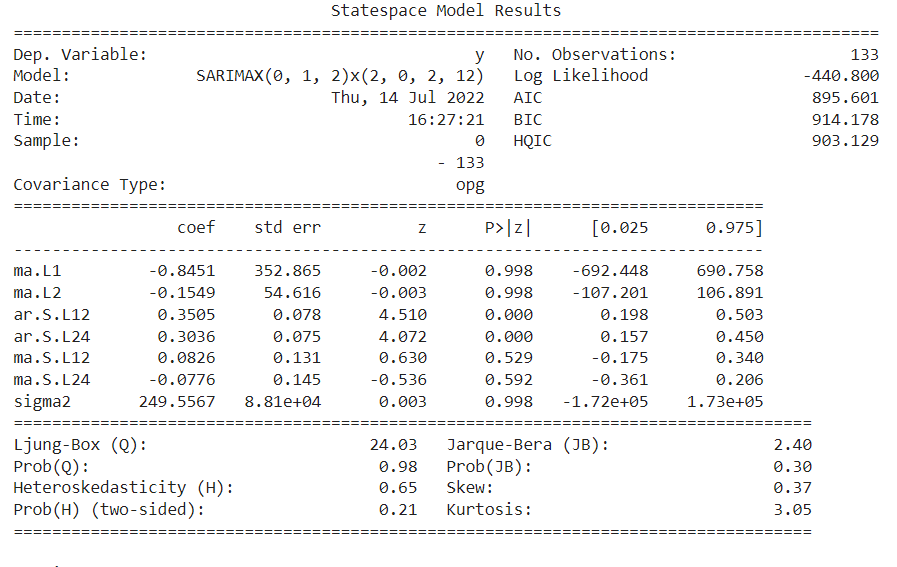 Statespace Model Results
==========================================================================================
Dep. Variable: y No. Observations: 133
Model: SARIMAX(0, 1, 2)x(2, 0, 2, 12) Log Likelihood -440.800
Date: Thu, 14 Jul 2022 AIC 895.601
Time: 16:27:21 BIC 914.178
Sample: 0 HQIC 903.129
- 133
Covariance Type: opg
==============================================================================
coef std err z P>|z| [0.025 0.975]
------------------------------------------------------------------------------
ma.L1 -0.8451 352.865 -0.002 0.998 -692.448 690.758
ma.L2 -0.1549 54.616 -0.003 0.998 -107.201 106.891
ar.S.L12 0.3505 0.078 4.510 0.000 0.198 0.503
ar.S.L24 0.3036 0.075 4.072 0.000 0.157 0.450
ma.S.L12 0.0826 0.131 0.630 0.529 -0.175 0.340
ma.S.L24 -0.0776 0.145 -0.536 0.592 -0.361 0.206
sigma2 249.5567 8.81e+04 0.003 0.998 -1.72e+05 1.73e+05
===================================================================================
Ljung-Box (Q): 24.03 Jarque-Bera (JB): 2.40
Prob(Q): 0.98 Prob(JB): 0.30
Heteroskedasticity (H): 0.65 Skew: 0.37
Prob(H) (two-sided): 0.21 Kurtosis: 3.05
===================================================================================